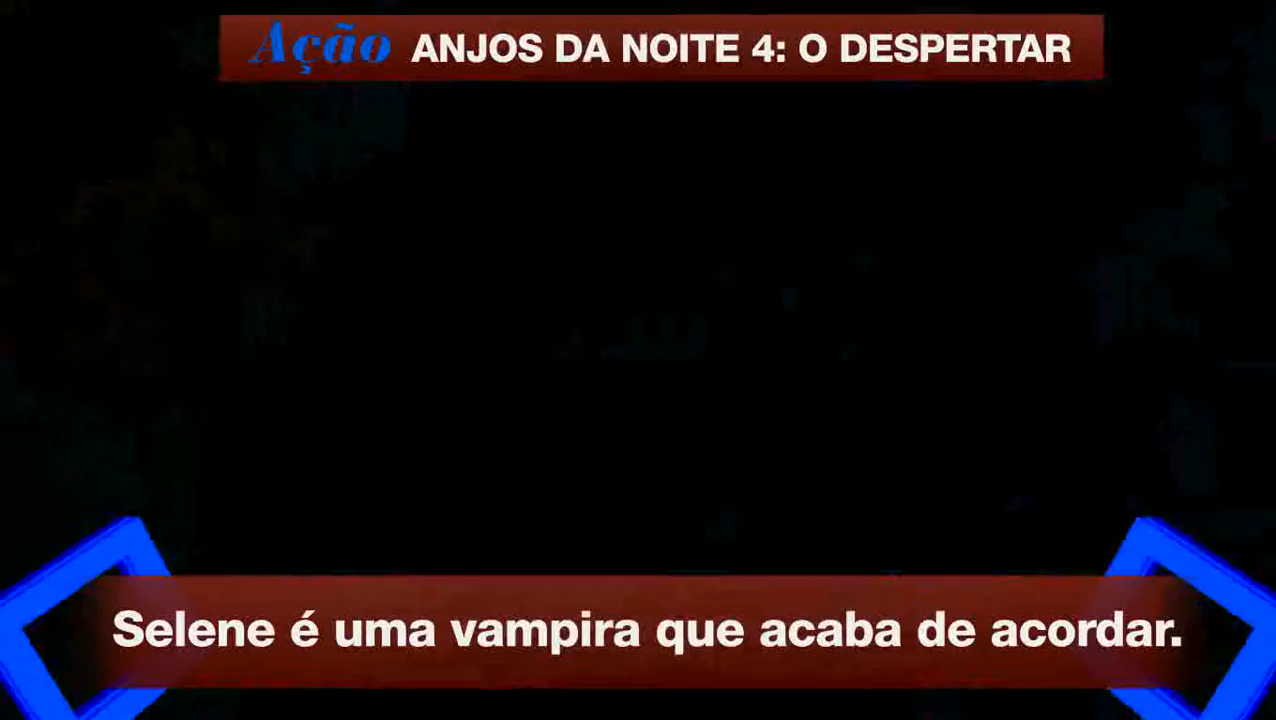 Ação ANJOS DA NOITE 4: O DESPERTAR
Selene é uma vampira que acaba de acordar.